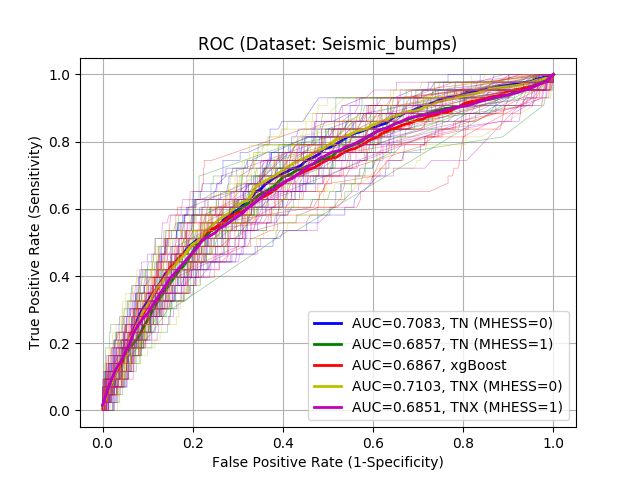 ROC (Dataset: Seismic_bumps)
True Positive Rate (Sensitivity)
1.0
0.8
0.6
0.4
0.2
0.0
AUC=0.7083, TN (MHESS=0)
AUC=0.6857, TN (MHESS=1)
AUC=0.6867, xgBoost
AUC=0.7103, TNX (MHESS=0)
AUC=0.6851, TNX (MHESS=1)
0.0 0.2 0.4 0.6 0.8 1.0
False Positive Rate (1-Specificity)